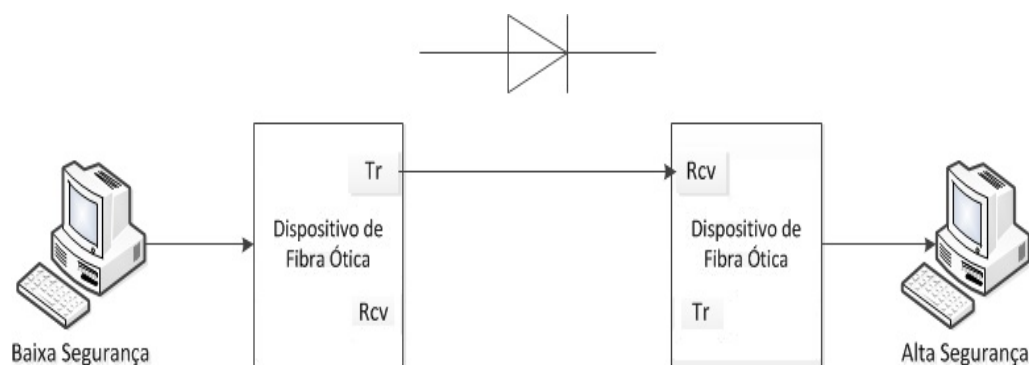 Tr
Dispositivo de
Fibra Ótica
Rcv
Baixa Segurança
Rcv
Dispositivo de
Fibra Ótica
Tr
Alta Segurança